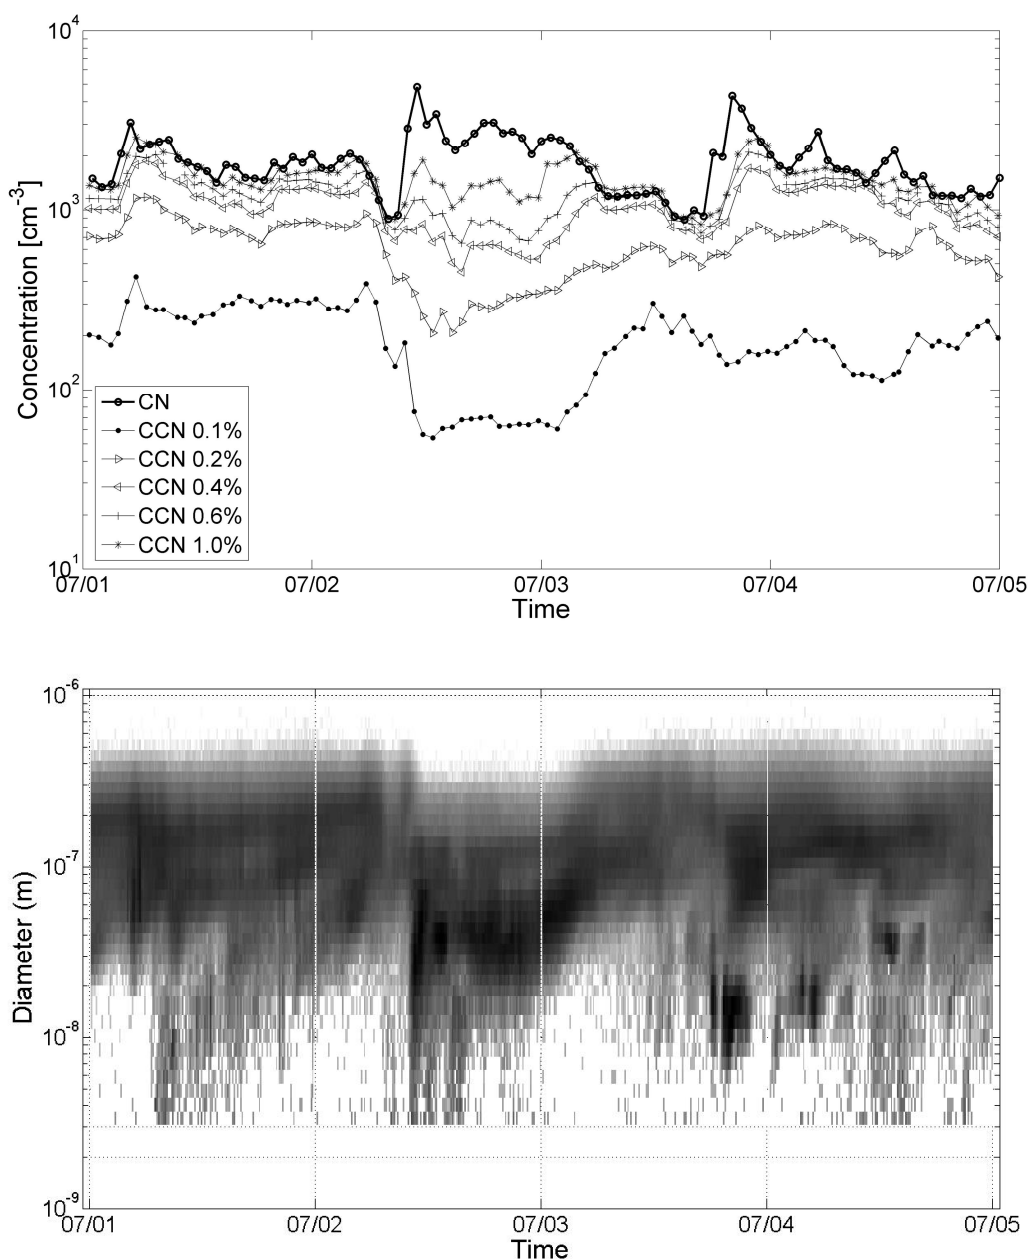 10^4
10^3
10^2
10^1
Concentration [cm^-3]
CN
CCN 0.1%
CCN 0.2%
CCN 0.4%
CCN 0.6%
CCN 1.0%
07/01 07/02 07/03 07/04 07/05
Time
10^-6
10^-7
10^-8
10^-9
Diameter (m)
07/01 07/02 07/03 07/04 07/05
Time